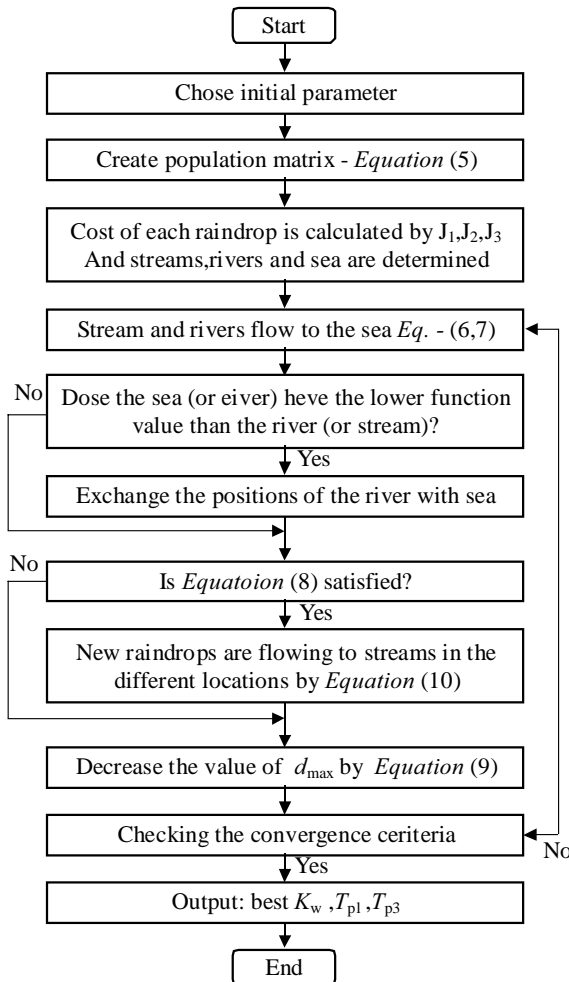 Start
Chose initial parameter
Create population matrix - Equation (5)
Cost of each raindrop is calculated by J₁,J₂,J₃
And streams,rivers and sea are determined
Stream and rivers flow to the sea Eq. - (6,7)
No
Dose the sea (or eiver) heve the lower function
value than the river (or stream)?
Yes
Exchange the positions of the river with sea
No
Is Equatoion (8) satisfied?
Yes
New raindrops are flowing to streams in the
different locations by Equation (10)
Decrease the value of d_max by Equation (9)
Checking the convergence ceriteria
No
Yes
Output: best K_w ,T_p1 ,T_p3
End